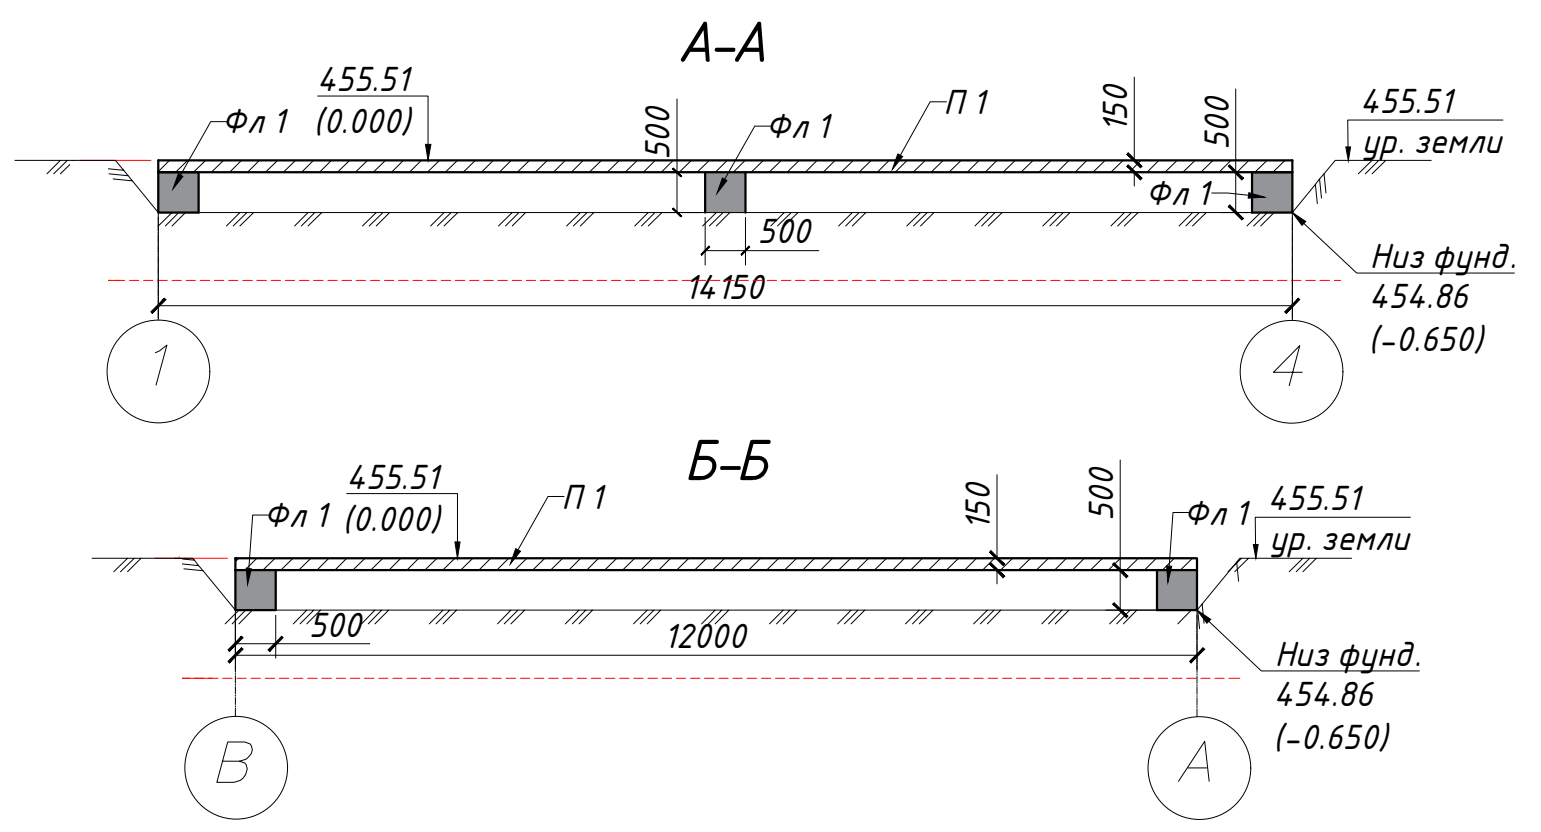 А-А
455.51
(0.000)
Фл 1
500
Фл 1
П 1
150
500
455.51
ур. земли
Фл 1
500
14150
Низ фунд.
454.86
(-0.650)
1
4
Б-Б
455.51
(0.000)
Фл 1
П 1
150
500
Фл 1
455.51
ур. земли
500
12000
Низ фунд.
454.86
(-0.650)
В
А